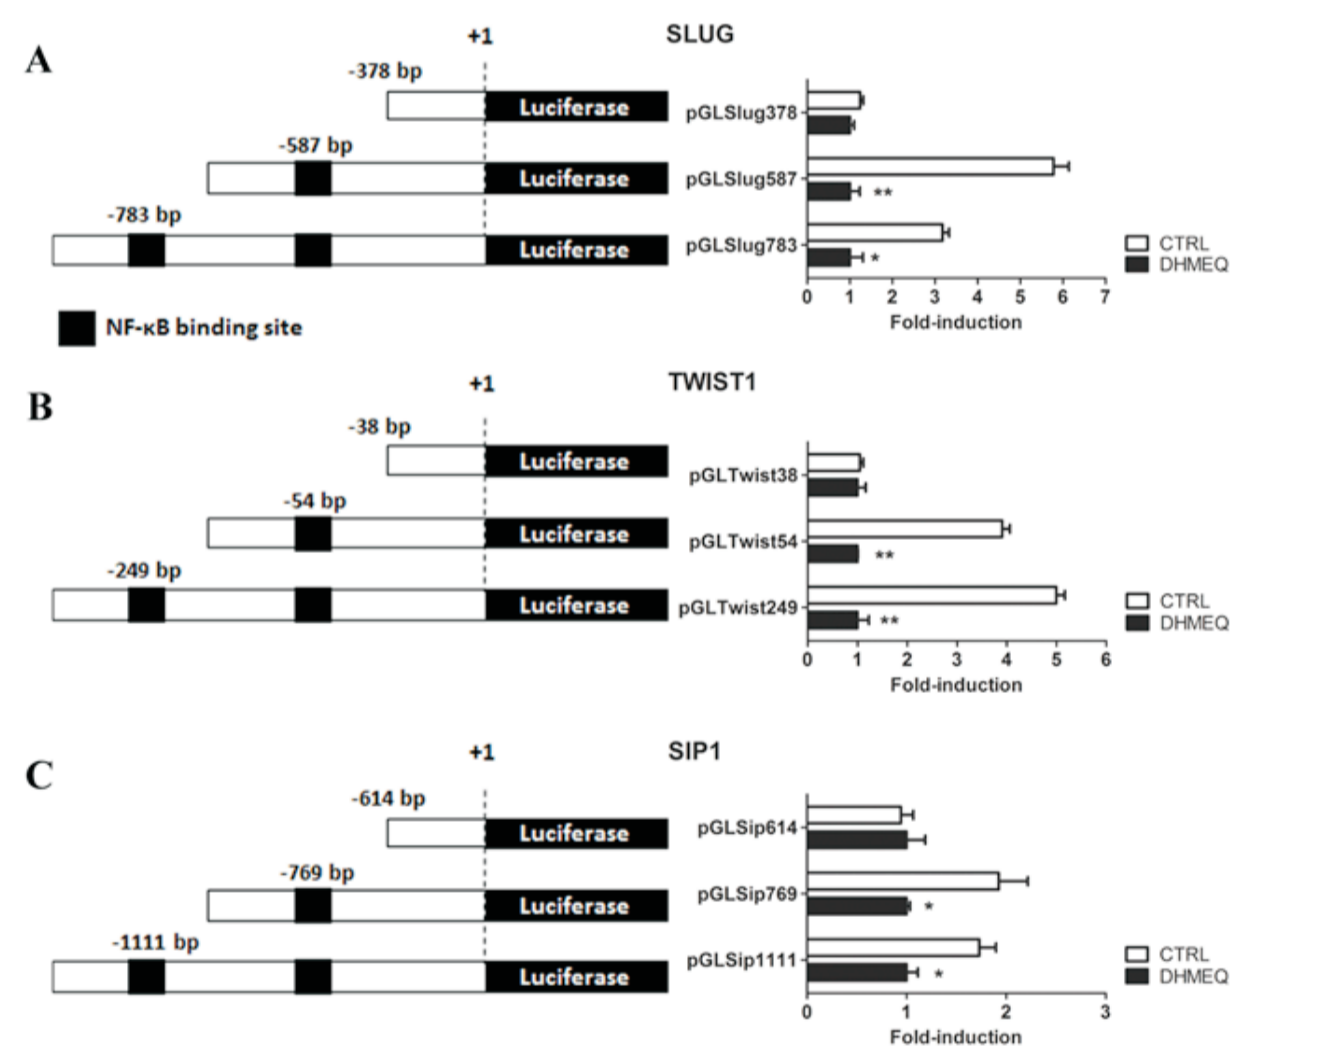 A
+1
SLUG
-378 bp
Luciferase
pGLSlug378
-587 bp
Luciferase
pGLSlug587
**
-783 bp
Luciferase
pGLSlug783
*
CTRL
DHMEQ
0 1 2 3 4 5 6 7
Fold-induction
NF-κB binding site
B
+1
TWIST1
-38 bp
Luciferase
pGLTwist38
-54 bp
Luciferase
pGLTwist54
**
-249 bp
Luciferase
pGLTwist249
**
CTRL
DHMEQ
0 1 2 3 4 5 6
Fold-induction
C
+1
SIP1
-614 bp
Luciferase
pGLSip614
-769 bp
Luciferase
pGLSip769
*
-1111 bp
Luciferase
pGLSip1111
*
CTRL
DHMEQ
0 1 2 3
Fold-induction